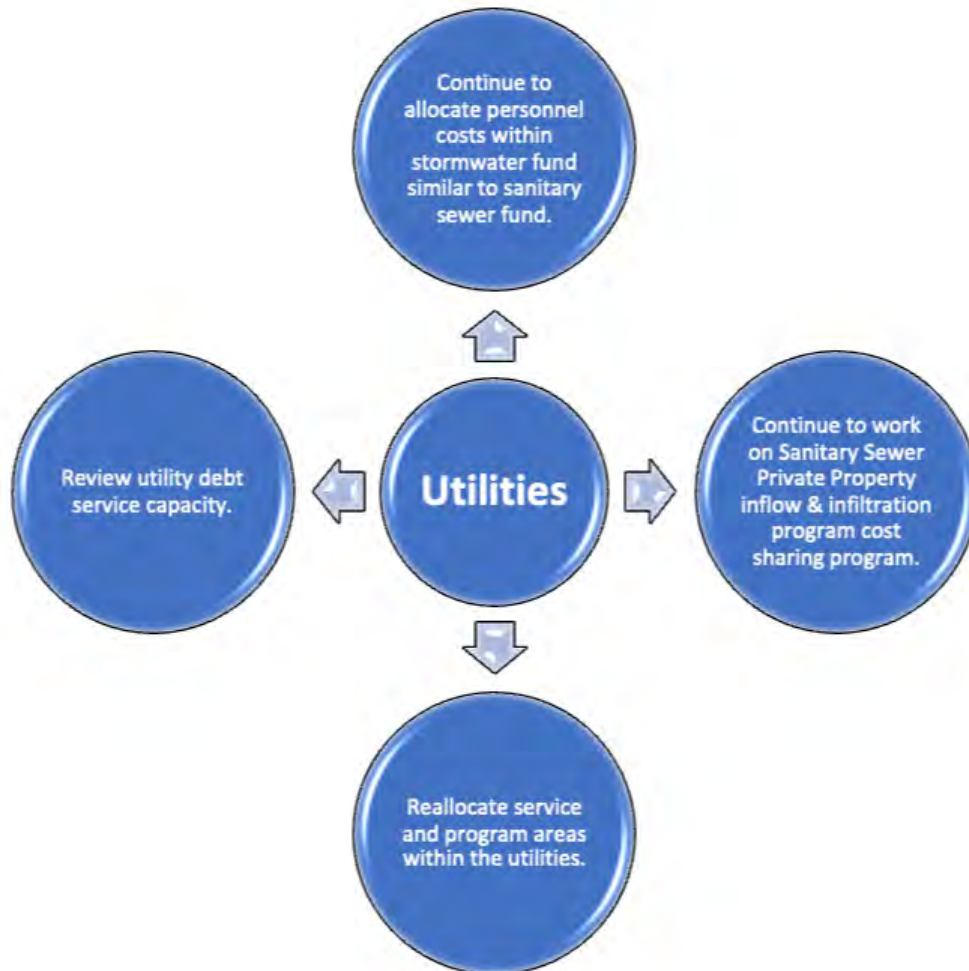 Continue to
allocate personnel
costs within
stormwater fund
similar to sanitary
sewer fund.
Review utility debt
service capacity.
Utilities
Continue to work
on Sanitary Sewer
Private Property
inflow & infiltration
program cost
sharing program.
Reallocate service
and program areas
within the utilities.